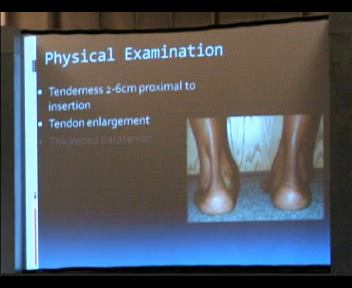 Physical Examination
Tenderness 2-6cm proximal to
insertion
Tendon enlargement
Thickened paratenon